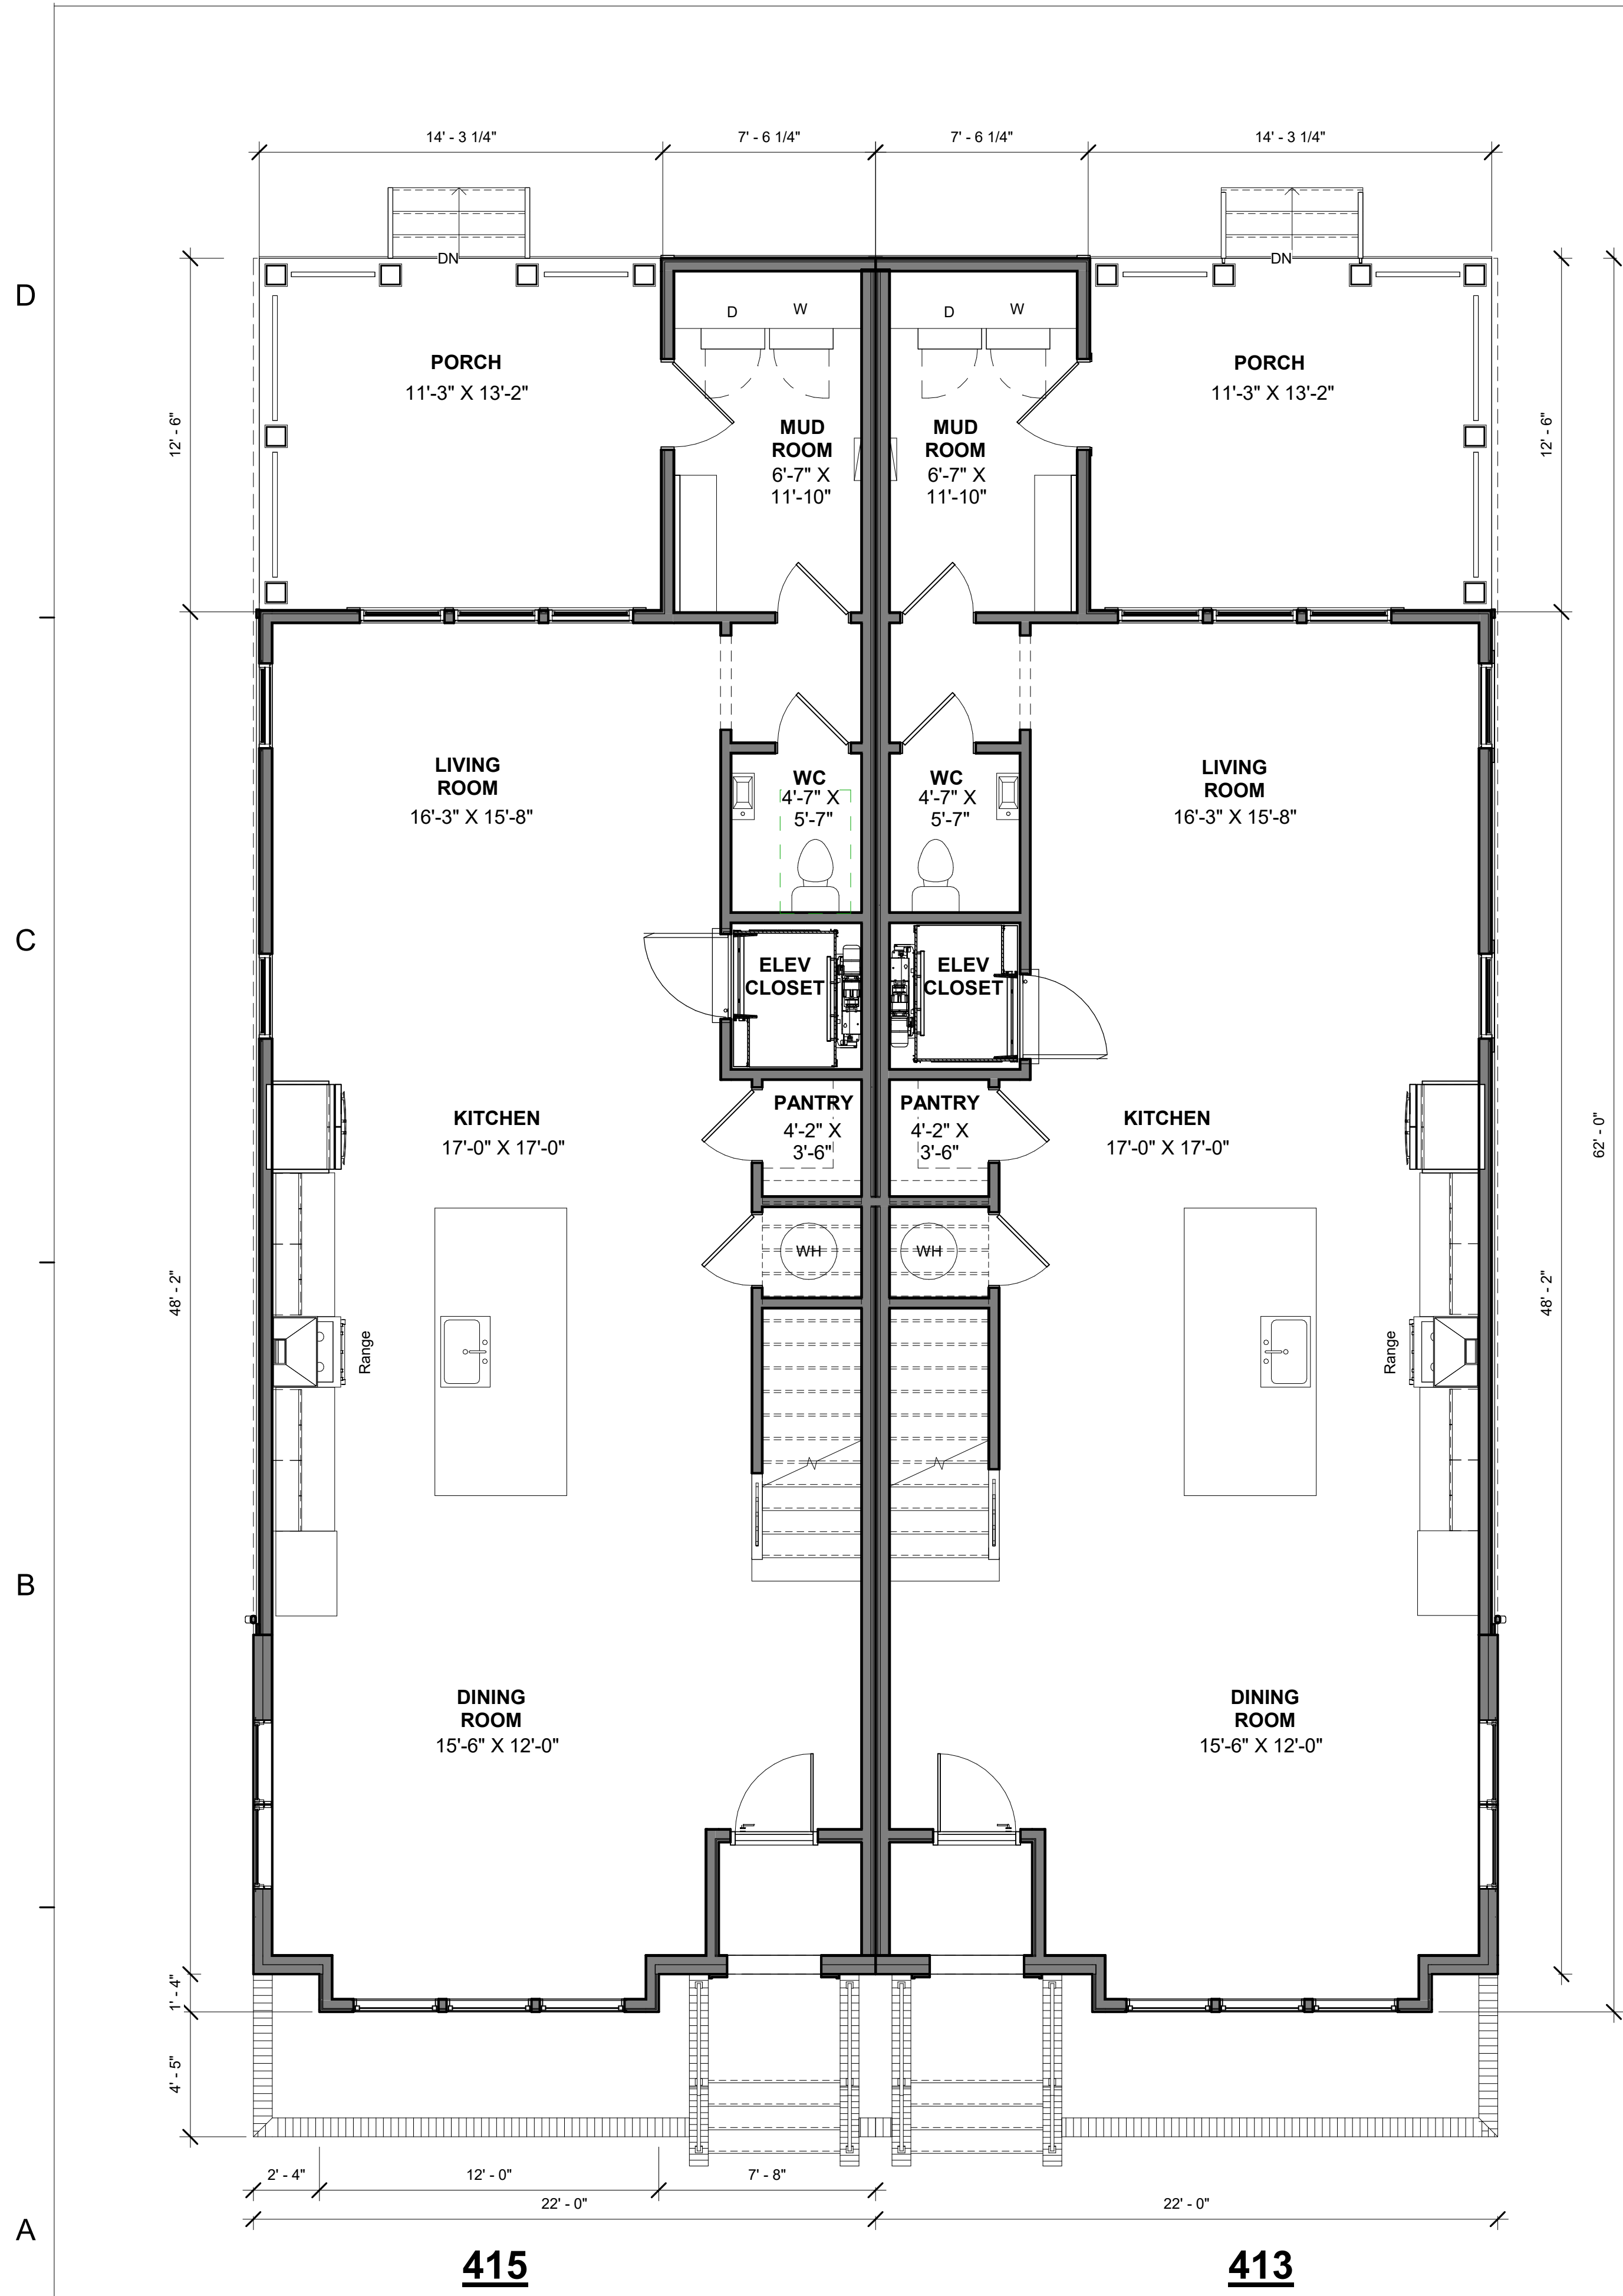 14' - 3 1/4"
7' - 6 1/4"
7' - 6 1/4"
14' - 3 1/4"
DN
DN
D
D
W
D
W
PORCH
11'-3" X 13'-2"
PORCH
11'-3" X 13'-2"
12' - 6"
12' - 6"
MUD
ROOM
6'-7" X
11'-10"
MUD
ROOM
6'-7" X
11'-10"
LIVING
ROOM
16'-3" X 15'-8"
WC
4'-7" X
5'-7"
WC
4'-7" X
5'-7"
LIVING
ROOM
16'-3" X 15'-8"
C
ELEV
CLOSET
ELEV
CLOSET
KITCHEN
17'-0" X 17'-0"
PANTRY
4'-2" X
3'-6"
PANTRY
4'-2" X
3'-6"
KITCHEN
17'-0" X 17'-0"
62' - 0"
WH
WH
48' - 2"
48' - 2"
Range
Range
B
DINING
ROOM
15'-6" X 12'-0"
DINING
ROOM
15'-6" X 12'-0"
1' - 4"
4' - 5"
2' - 4"
12' - 0"
7' - 8"
22' - 0"
22' - 0"
A
415
413